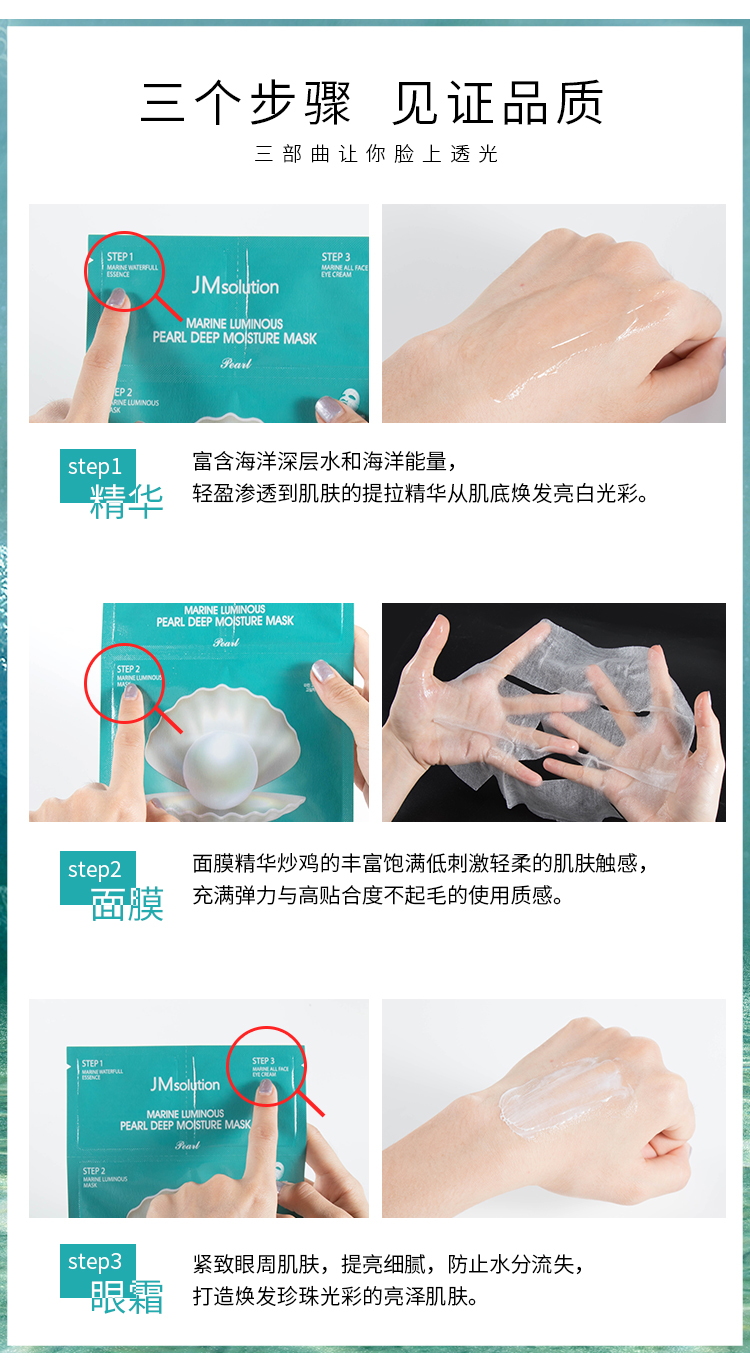 三个步骤 见证品质
三部曲让你脸上透光
STEP 1
MARINE WATERFULL
ESSENCE
STEP 3
MARINE ALL FACE
EYE CREAM
JMsolution
MARINE LUMINOUS
PEARL DEEP MOISTURE MASK
Pearl
EP 2
ARINE LUMINOUS
ASK
step1
精华
富含海洋深层水和海洋能量，
轻盈渗透到肌肤的提拉精华从肌底焕发亮白光彩。
MARINE LUMINOUS
PEARL DEEP MOISTURE MASK
Pearl
STEP 2
MARINE LUMINOUS
step2
面膜
面膜精华炒鸡的丰富饱满低刺激轻柔的肌肤触感，
充满弹力与高贴合度不起毛的使用质感。
STEP 1
MARINE WATERFULL
ESSENCE
STEP 3
MARINE ALL FACE
EYE CREAM
JMsolution
MARINE LUMINOUS
PEARL DEEP MOISTURE MASK
Pearl
STEP 2
MARINE LUMINOUS
MASK
step3
眼霜
紧致眼周肌肤，提亮细腻，防止水分流失，
打造焕发珍珠光彩的亮泽肌肤。